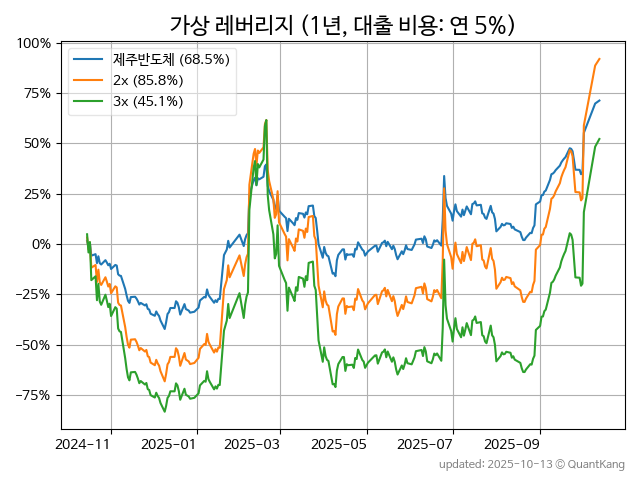 가상 레버리지 (1년, 대출 비용: 연 5%)
100%
75%
50%
25%
0%
−25%
−50%
−75%
제주반도체 (68.5%)
2x (85.8%)
3x (45.1%)
2024-11
2025-01
2025-03
2025-05
2025-07
2025-09
updated: 2025-10-13 © QuantKang